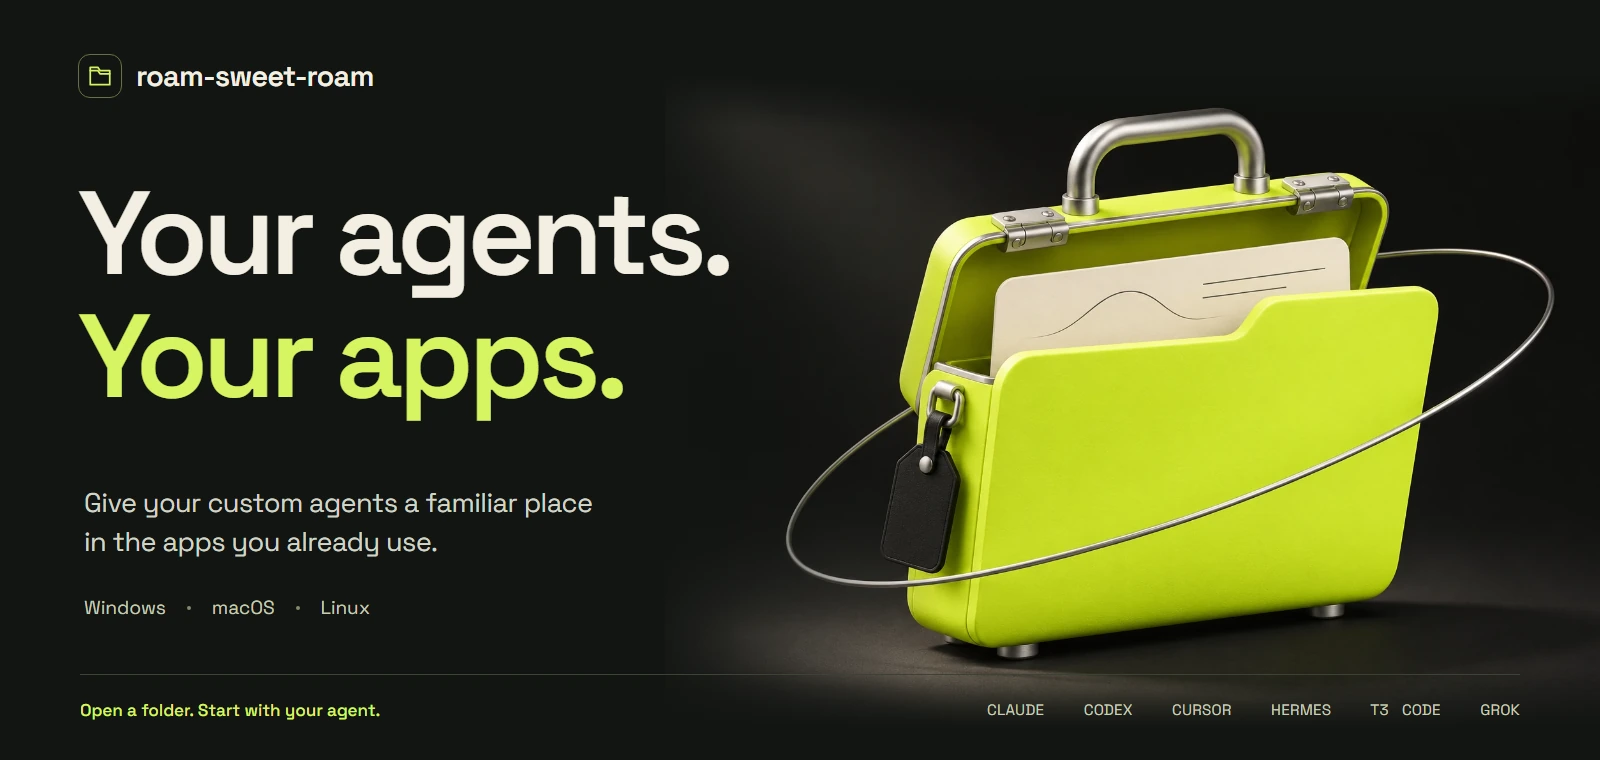 roam-sweet-roam
Your agents.
Your apps.
Give your custom agents a familiar place
in the apps you already use.
Windows • macOS • Linux
Open a folder. Start with your agent.
CLAUDE CODEX CURSOR HERMES T3 CODE GROK